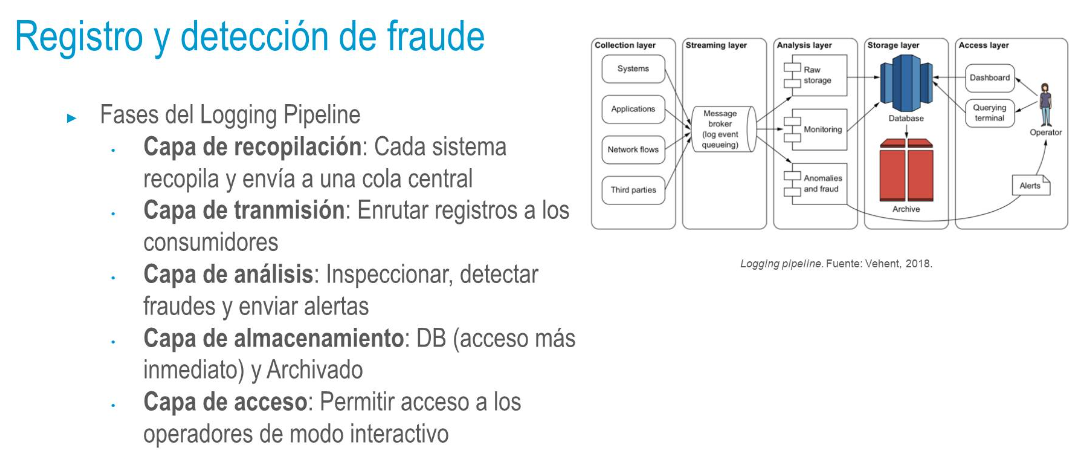 Registro y detección de fraude
► Fases del Logging Pipeline
• Capa de recopilación: Cada sistema
recopila y envía a una cola central
• Capa de tranmisión: Enrutar registros a los
consumidores
• Capa de análisis: Inspeccionar, detectar
fraudes y enviar alertas
• Capa de almacenamiento: DB (acceso más
inmediato) y Archivado
• Capa de acceso: Permitir acceso a los
operadores de modo interactivo
Collection layer
Systems
Applications
Network flows
Third parties
Streaming layer
Message
broker
(log event
queueing)
Analysis layer
Raw
storage
Monitoring
Anomalies
and fraud
Storage layer
Database
Archive
Access layer
Dashboard
Querying
terminal
Operator
Alerts
Logging pipeline. Fuente: Vehent, 2018.